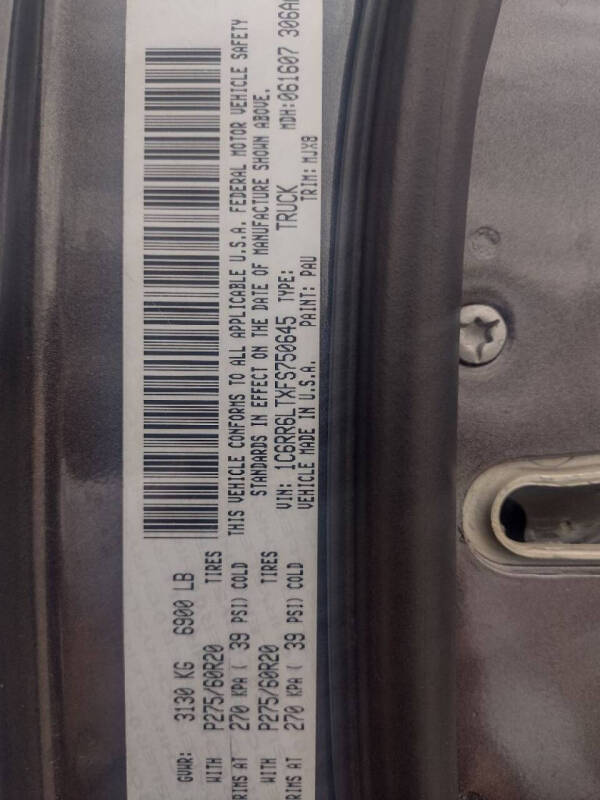 GVWR: 3130 KG 6900 LB
WITH P275/60R20 TIRES
RIMS AT 270 KPA ( 39 PSI) COLD
WITH P275/60R20 TIRES
RIMS AT 270 KPA ( 39 PSI) COLD
THIS VEHICLE CONFORMS TO ALL APPLICABLE U.S.A. FEDERAL MOTOR VEHICLE SAFETY
STANDARDS IN EFFECT ON THE DATE OF MANUFACTURE SHOWN ABOVE.
VIN: 1C6RR6LTXFS750645 TYPE: TRUCK MDH:061607 306A
VEHICLE MADE IN U.S.A. PAINT: PAU TRIM: MJX8